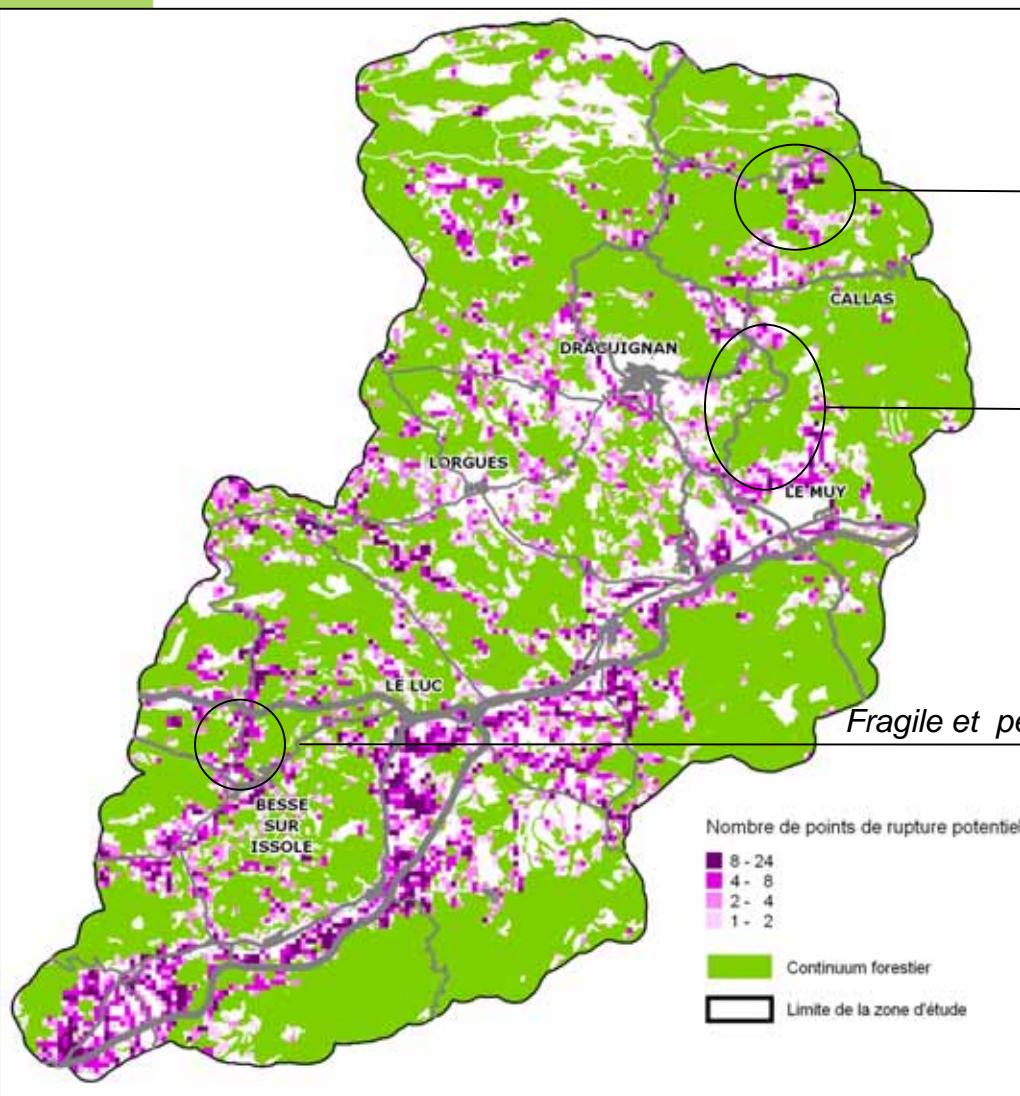 CALLAS
DRAGUIGNAN
LORGUES
LE MUY
LE LUC
Fragile et pe
BESSE
SUR
ISSOLE
Nombre de points de rupture potentiel
8 - 24
4 - 8
2 - 4
1 - 2
Continuum forestier
Limite de la zone d'étude